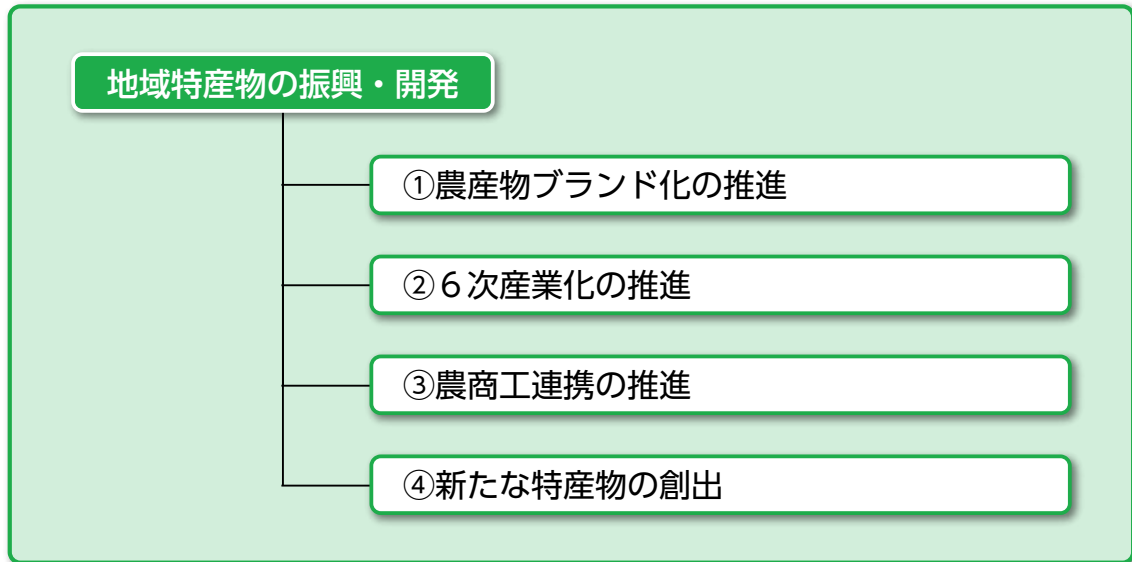 地域特産物の振興・開発
①農産物ブランド化の推進
②６次産業化の推進
③農商工連携の推進
④新たな特産物の創出